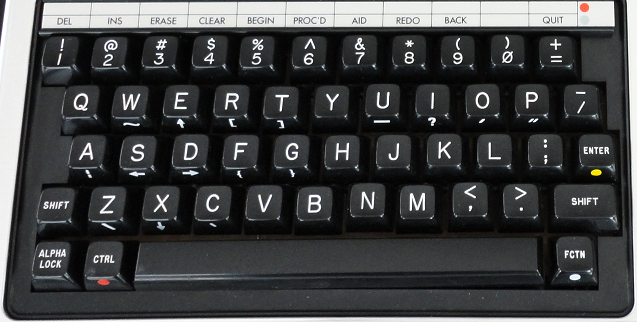 DEL INS ERASE CLEAR BEGIN PROC'D AID REDO BACK QUIT
! @ # $ % ^ & * ( ) +
1 2 3 4 5 6 7 8 9 0 =
Q W E R T Y U I O P -
~ [ ] _ ? ' " /
A S D F G H J K L : ENTER
{ } ;
SHIFT Z X C V B N M < > SHIFT
\ ` , .
ALPHA LOCK CTRL FCTN